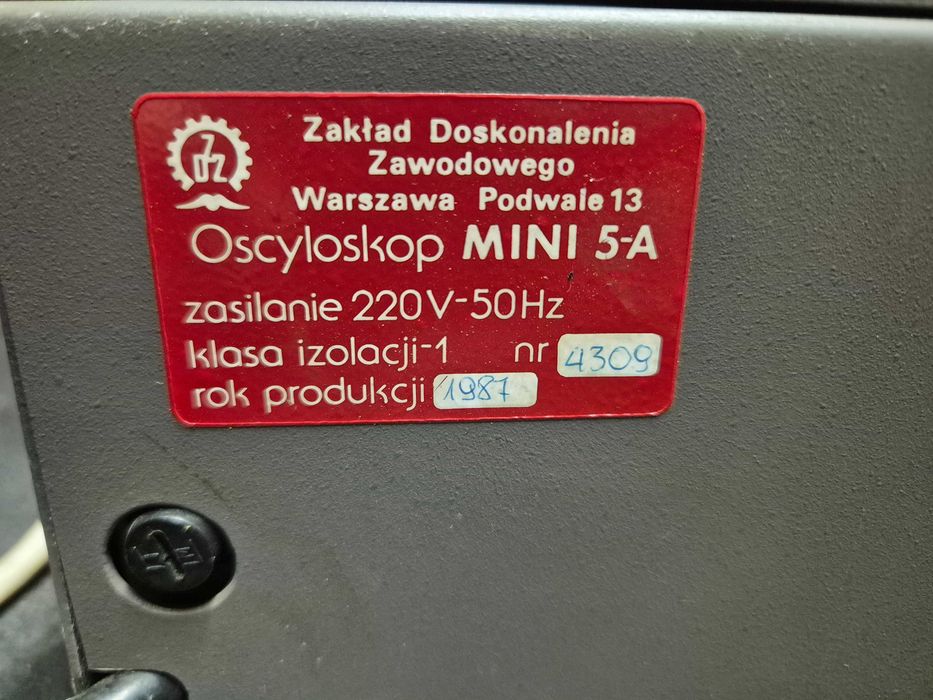 ZDZ
Zakład Doskonalenia
Zawodowego
Warszawa Podwale 13
Oscyloskop MINI 5-A
zasilanie 220V-50Hz
klasa izolacji-1 nr 4309
rok produkcji 1987